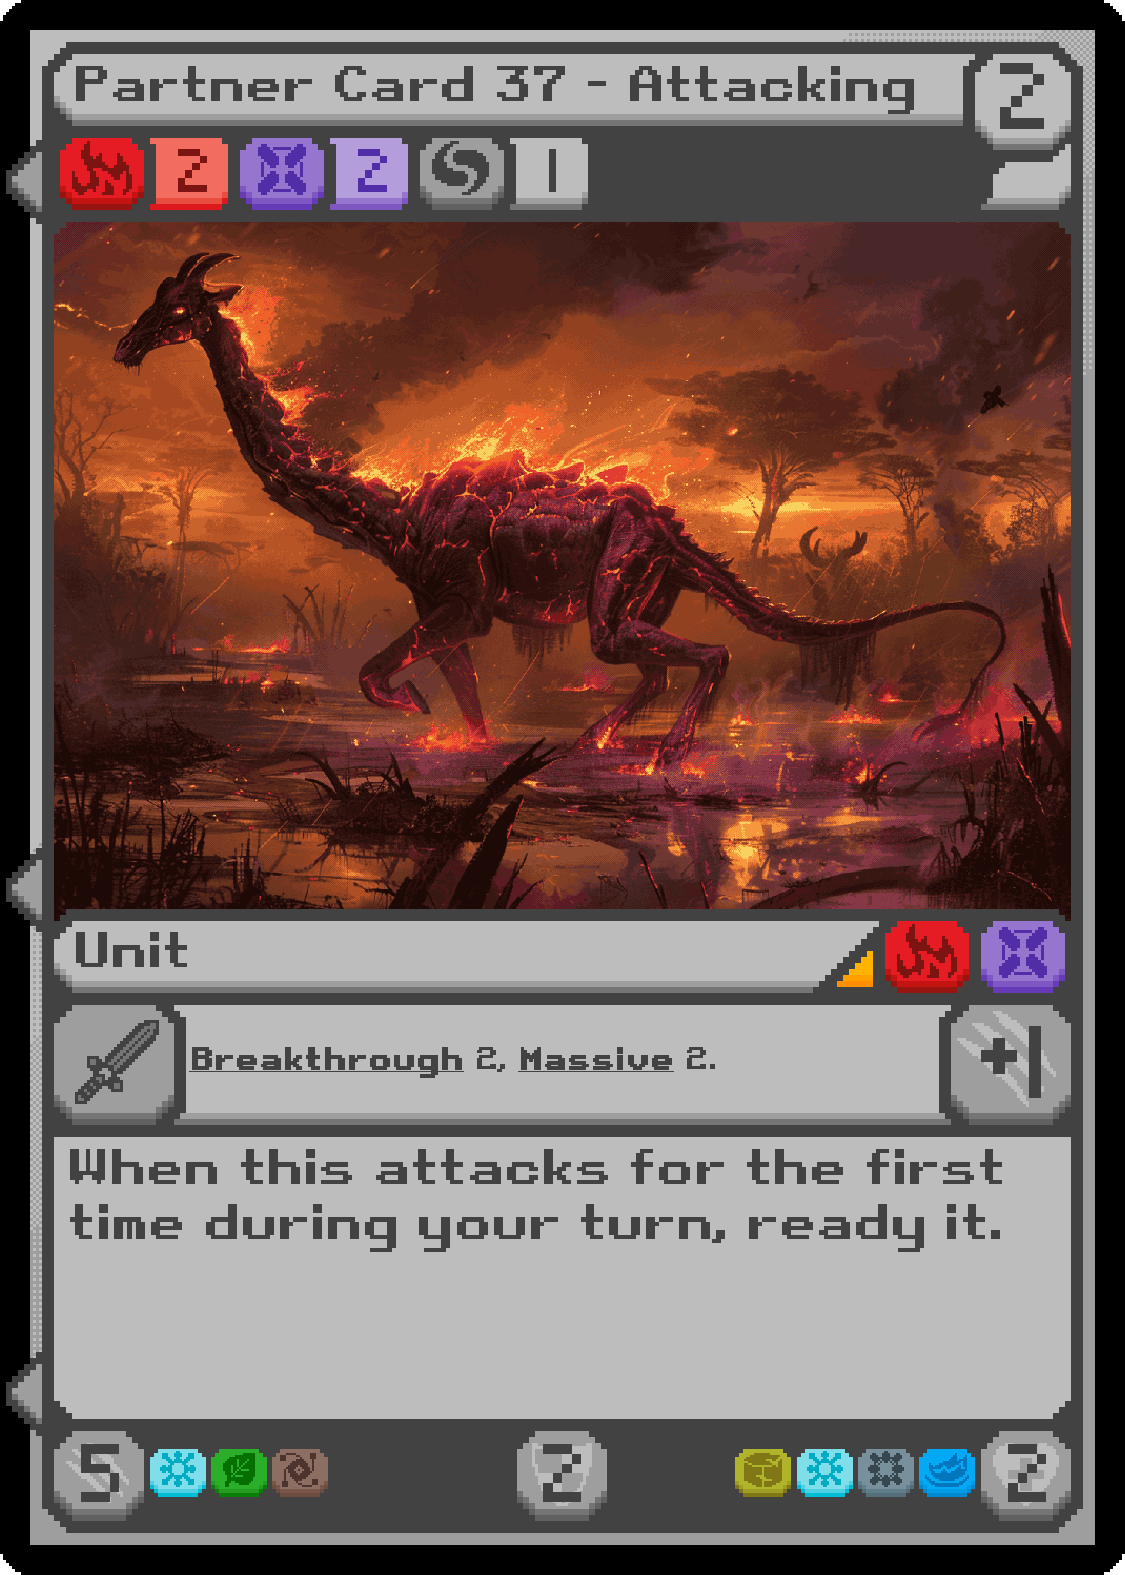 Partner Card 37 - Attacking
2
2 2 1
Unit
Breakthrough 2, Massive 2.
+1
When this attacks for the first
time during your turn, ready it.
5 2 2